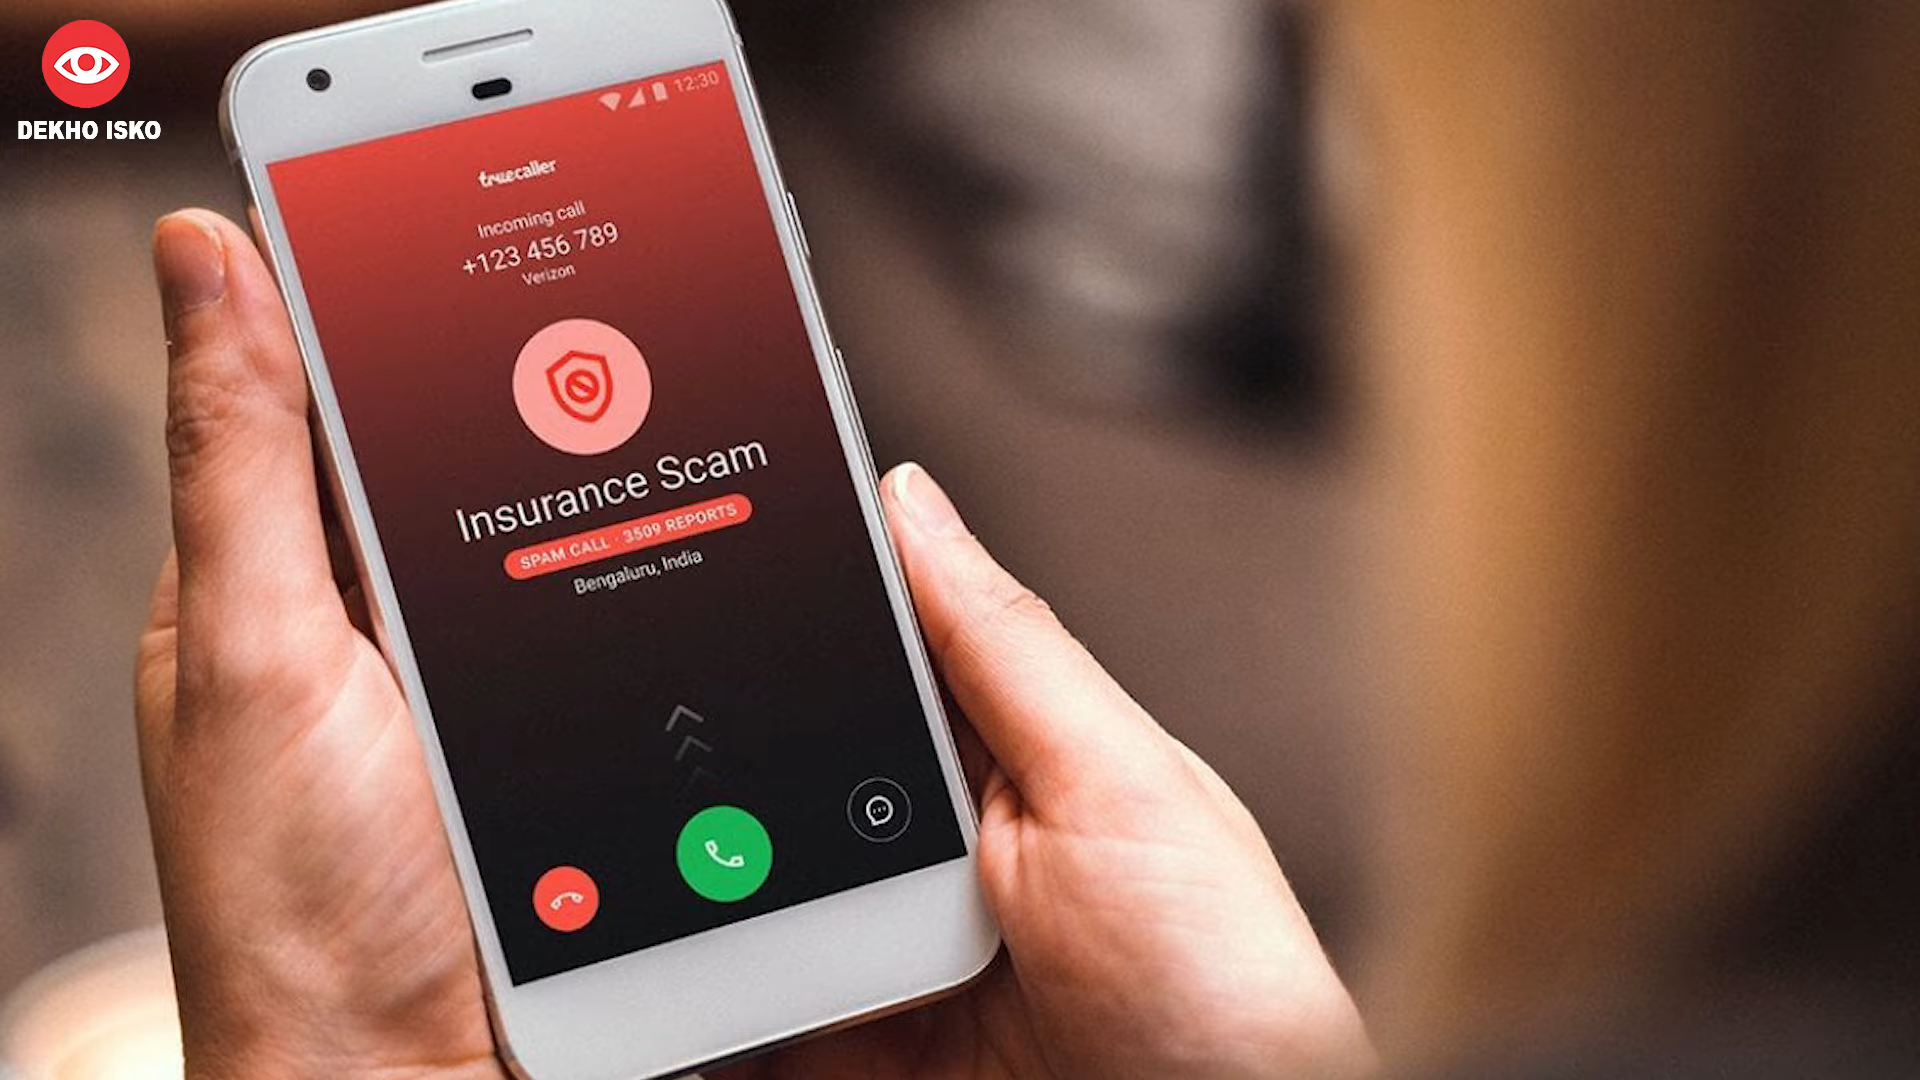 DEKHO ISKO
12:30
truecaller
Incoming call
+123 456 789
Verizon
Insurance Scam
SPAM CALL · 3509 REPORTS
Bengaluru, India